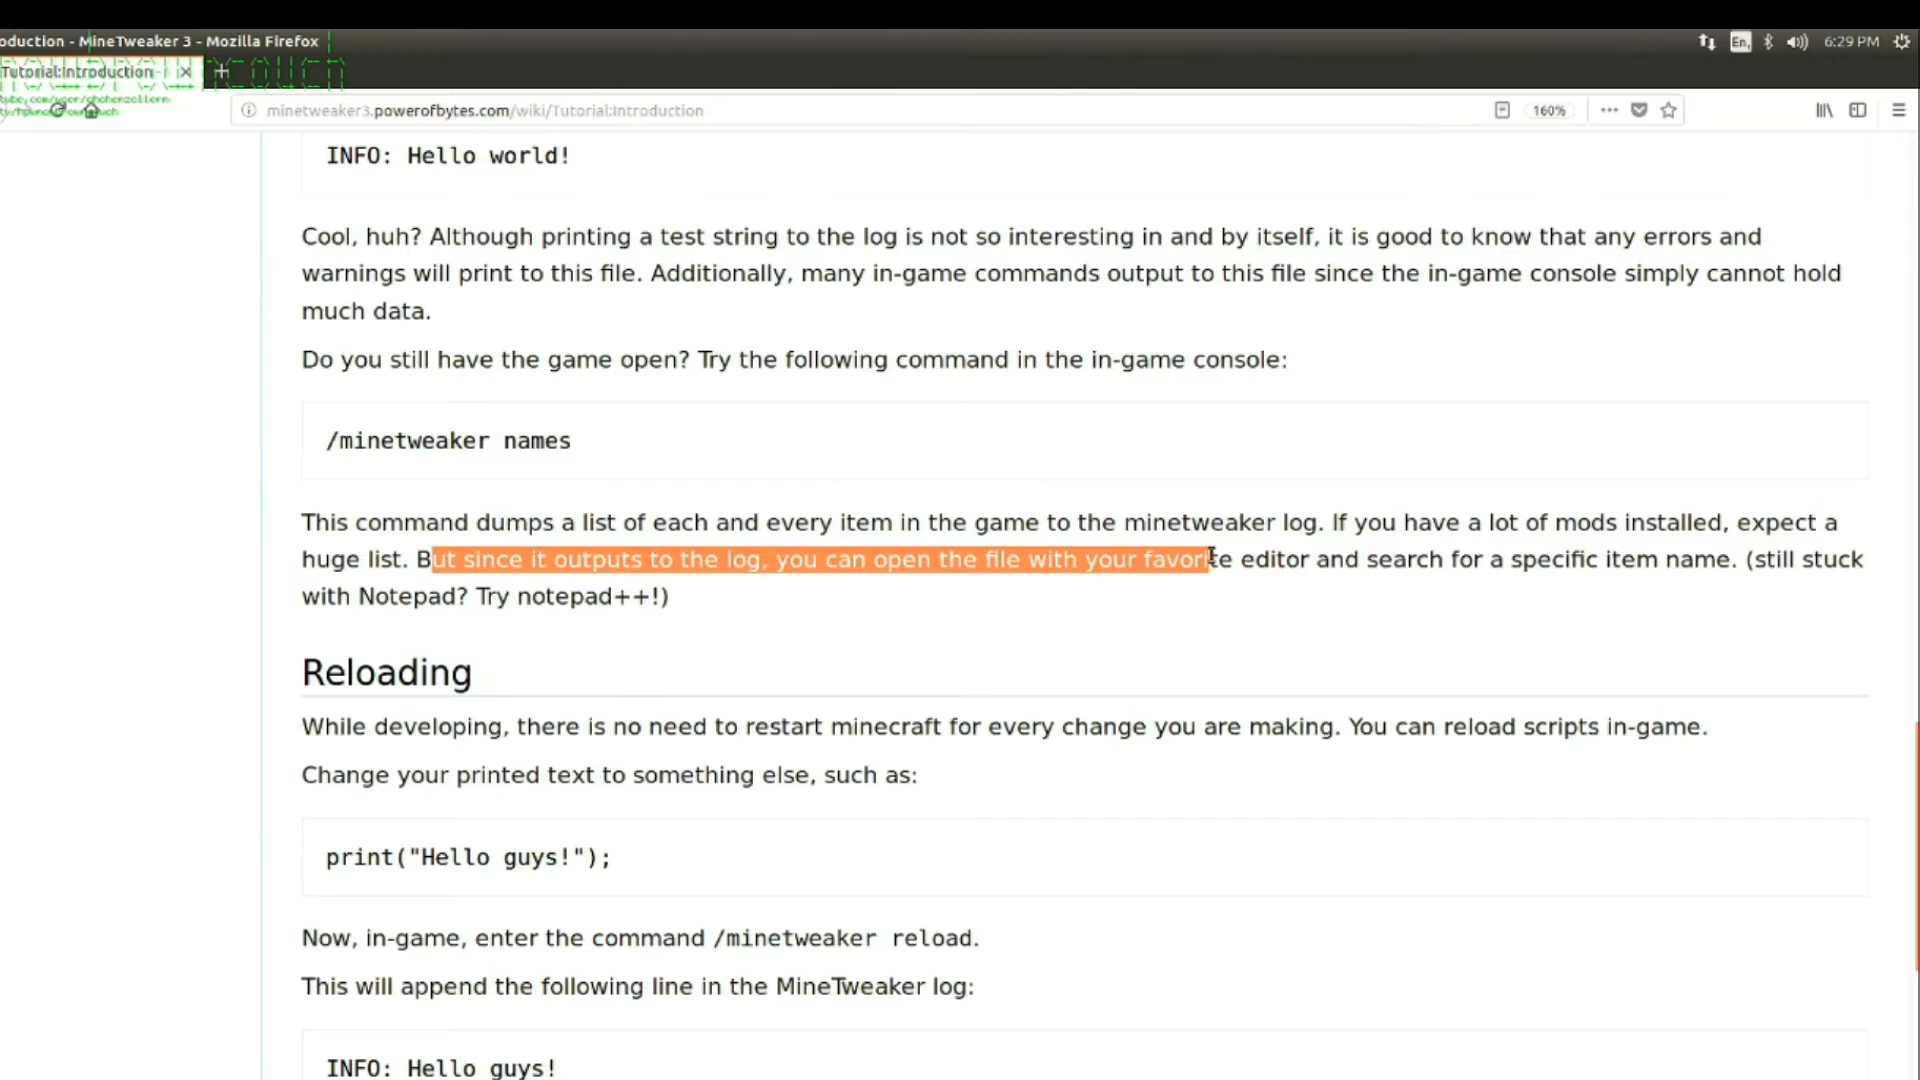 oduction - MineTweaker 3 - Mozilla Firefox
En
6:29 PM
Tutorial:Introduction -
minetweaker3.powerofbytes.com/wiki/Tutorial:Introduction
160%
INFO: Hello world!
Cool, huh? Although printing a test string to the log is not so interesting in and by itself, it is good to know that any errors and
warnings will print to this file. Additionally, many in-game commands output to this file since the in-game console simply cannot hold
much data.
Do you still have the game open? Try the following command in the in-game console:
/minetweaker names
This command dumps a list of each and every item in the game to the minetweaker log. If you have a lot of mods installed, expect a
huge list. But since it outputs to the log, you can open the file with your favorite editor and search for a specific item name. (still stuck
with Notepad? Try notepad++!)
Reloading
While developing, there is no need to restart minecraft for every change you are making. You can reload scripts in-game.
Change your printed text to something else, such as:
print("Hello guys!");
Now, in-game, enter the command /minetweaker reload.
This will append the following line in the MineTweaker log:
INFO: Hello guys!